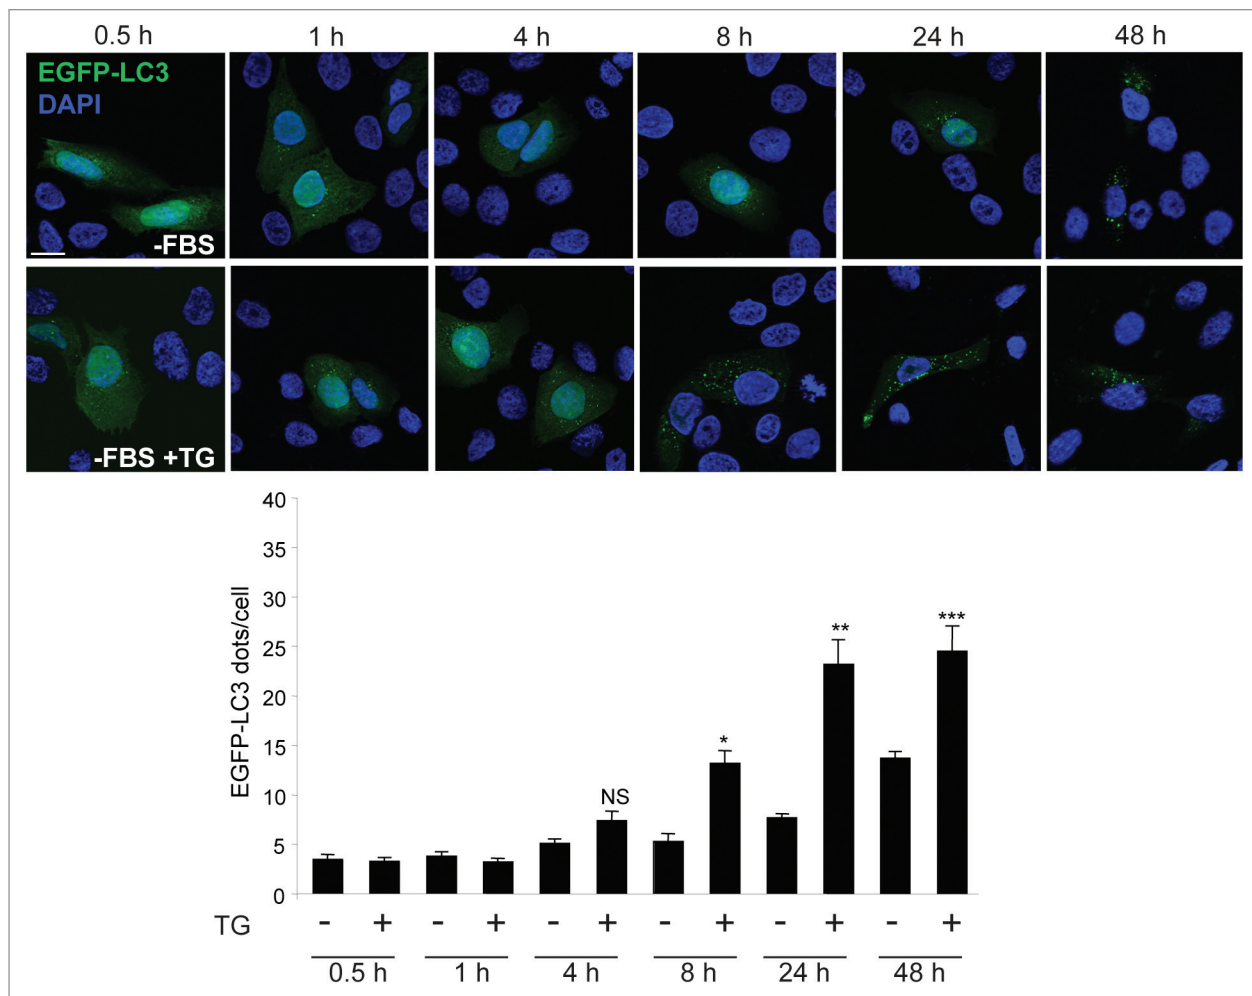 0.5 h 1 h 4 h 8 h 24 h 48 h
EGFP-LC3
DAPI
-FBS
-FBS +TG
40
35
30
25
20
15
10
5
0
EGFP-LC3 dots/cell
NS
*
**
***
TG - + - + - + - + - + - +
0.5 h 1 h 4 h 8 h 24 h 48 h